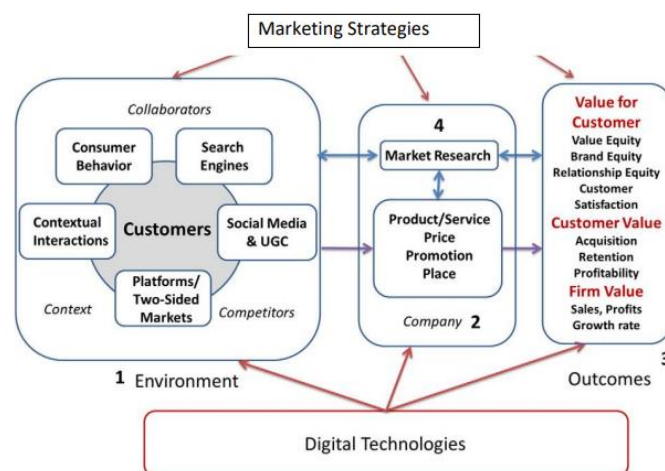 Marketing Strategies
Collaborators
Consumer
Behavior
Search
Engines
Contextual
Interactions
Customers
Social Media
& UGC
Platforms/
Two-Sided
Markets
Context
Competitors
1 Environment
4
Market Research
Product/Service
Price
Promotion
Place
Company 2
Value for
Customer
Value Equity
Brand Equity
Relationship Equity
Customer
Satisfaction
Customer Value
Acquisition
Retention
Profitability
Firm Value
Sales, Profits
Growth rate
Outcomes 3
Digital Technologies